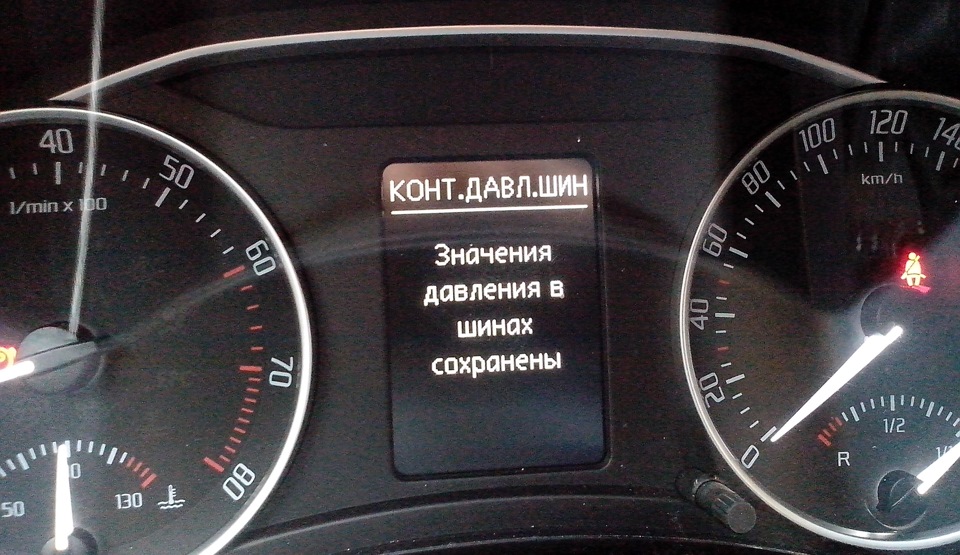 КОНТ.ДАВЛ.ШИН
Значения
давления в
шинах
сохранены
40
50
60
70
80
1/min x 100
50
130
0
20
40
60
80
100
120
km/h
R
1/2